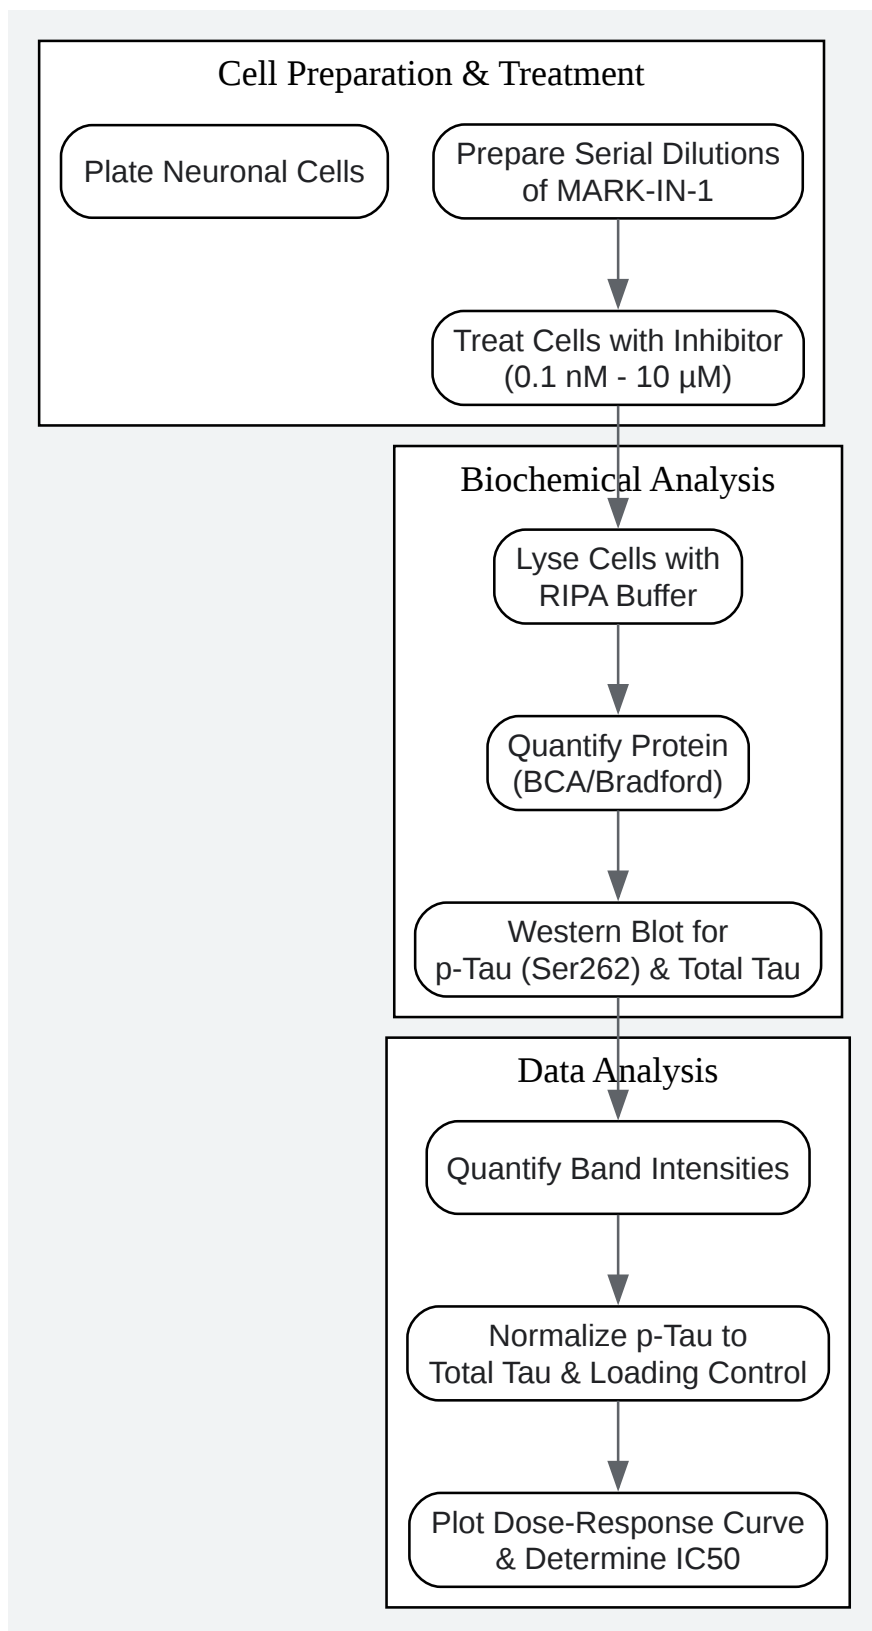 Cell Preparation & Treatment
Plate Neuronal Cells
Prepare Serial Dilutions
of MARK-IN-1
Treat Cells with Inhibitor
(0.1 nM - 10 µM)
Biochemical Analysis
Lyse Cells with
RIPA Buffer
Quantify Protein
(BCA/Bradford)
Western Blot for
p-Tau (Ser262) & Total Tau
Data Analysis
Quantify Band Intensities
Normalize p-Tau to
Total Tau & Loading Control
Plot Dose-Response Curve
& Determine IC50